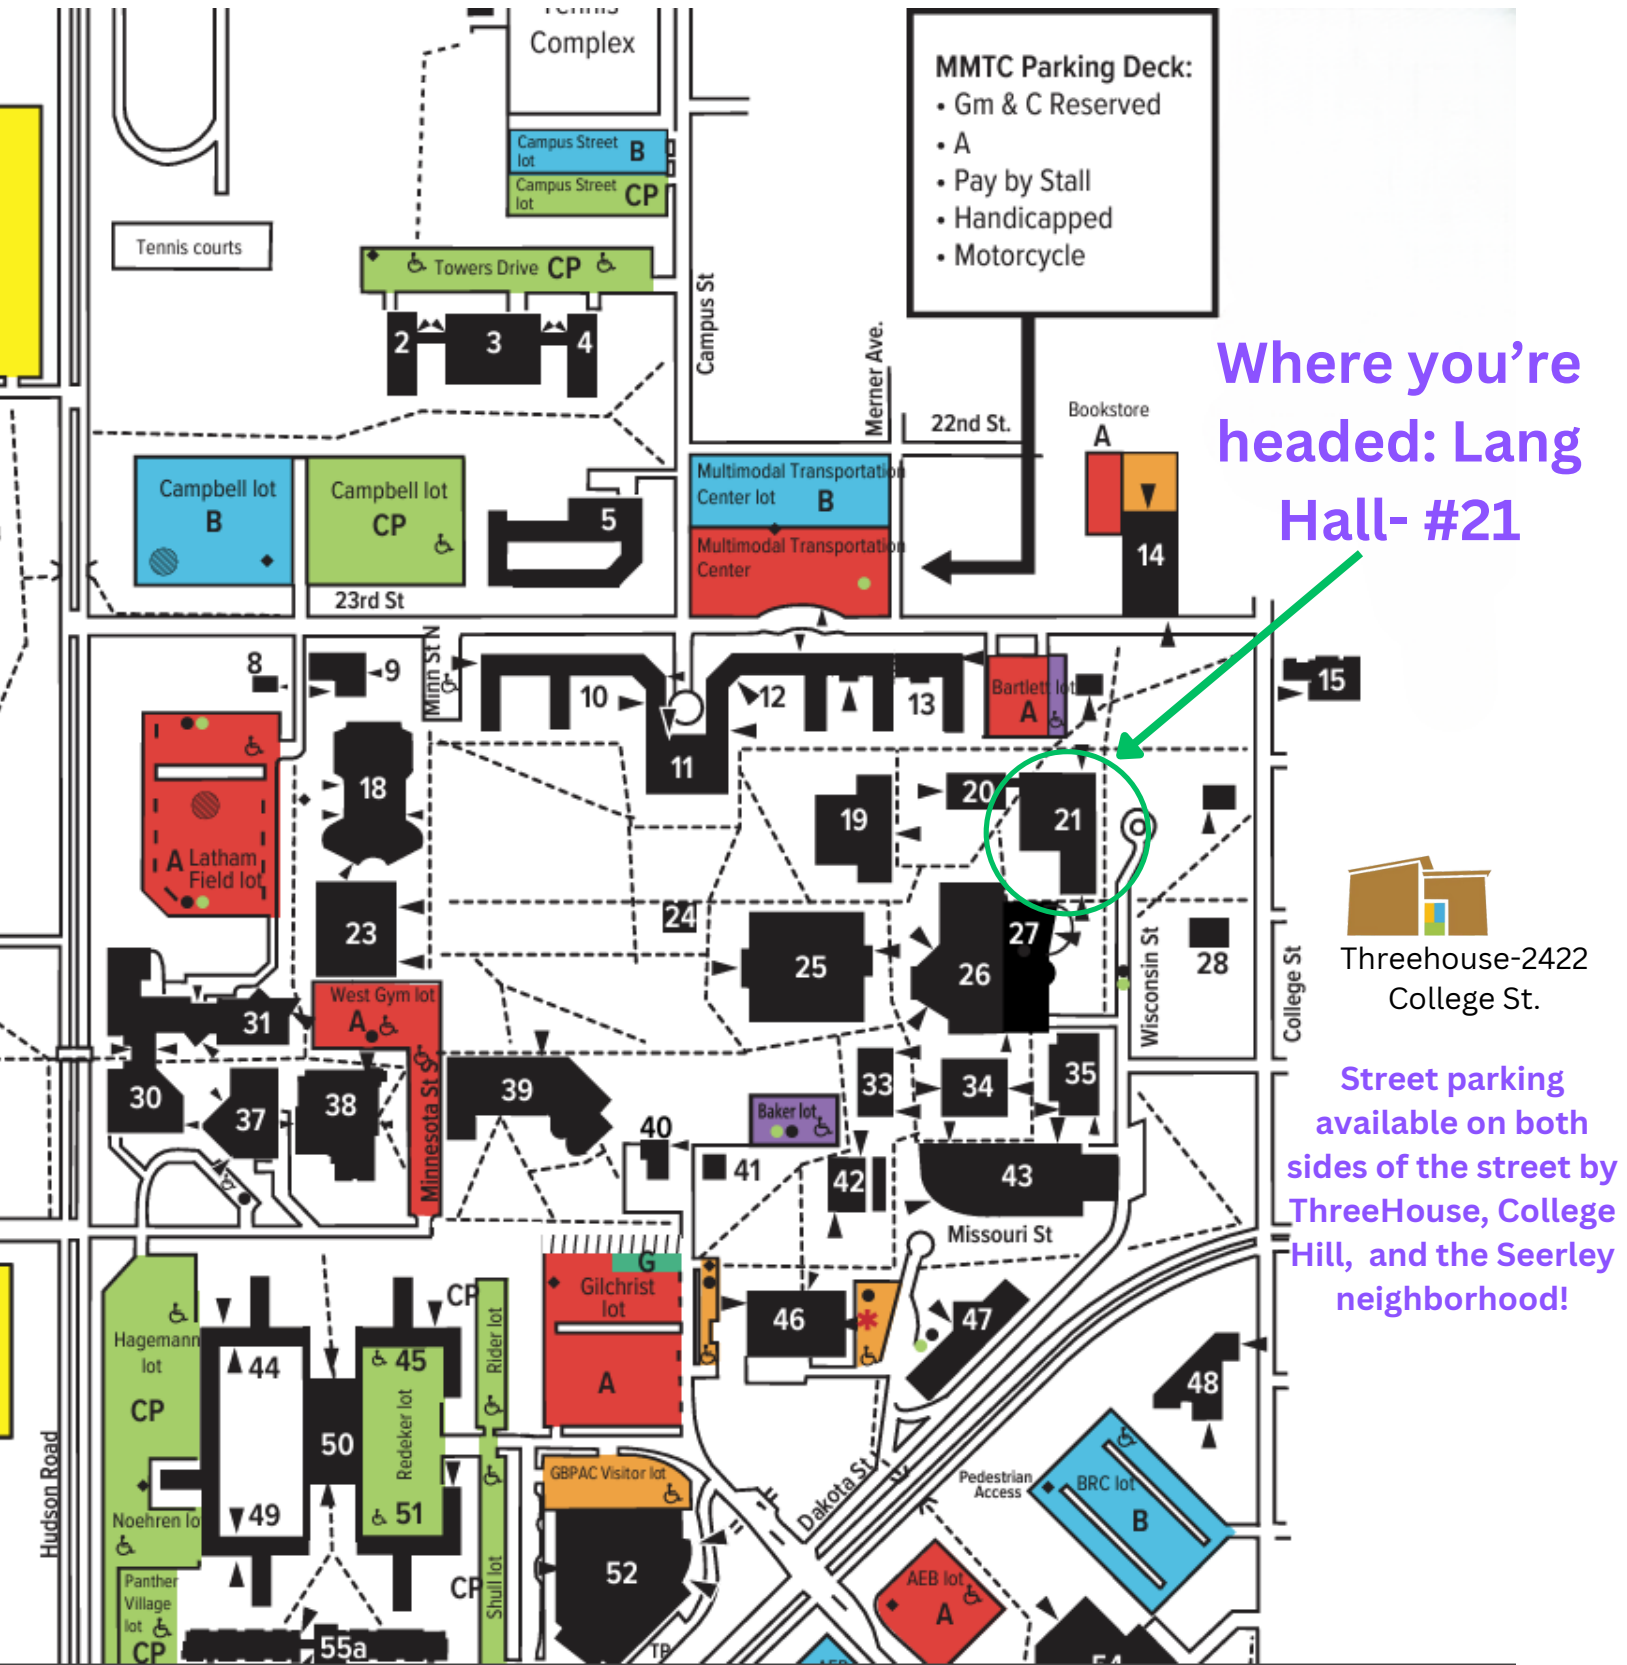 Complex
MMTC Parking Deck:
• Gm & C Reserved
• A
• Pay by Stall
• Handicapped
• Motorcycle
Campus Street
lot
B
Campus Street
lot
CP
Tennis courts
Towers Drive CP
Campus St
2
3
4
Where you're
headed: Lang
Hall- #21
Merner Ave.
22nd St.
Bookstore
A
Campbell lot
B
Campbell lot
CP
5
Multimodal Transportation
Center lot
B
Multimodal Transportation
Center
14
23rd St
Minn St N
8
9
10
11
12
13
Bartlett lot
A
15
18
19
20
21
A Latham
Field lot
23
24
25
26
27
28
Wisconsin St
College St
Threehouse-2422
College St.
West Gym lot
A
31
30
37
38
Minnesota St S
39
33
34
35
Baker lot
40
41
42
43
Missouri St
Street parking
available on both
sides of the street by
ThreeHouse, College
Hill, and the Seerley
neighborhood!
G
Gilchrist
lot
A
CP
Rider lot
Hagemann
lot
CP
44
45
46
47
48
Redeker lot
50
49
51
Hudson Road
Noehren lo
GBPAC Visitor lot
Dakota St
Pedestrian
Access
BRC lot
B
Panther
Village
lot
CP
CP
Shull lot
52
AEB lot
A
55a
TP